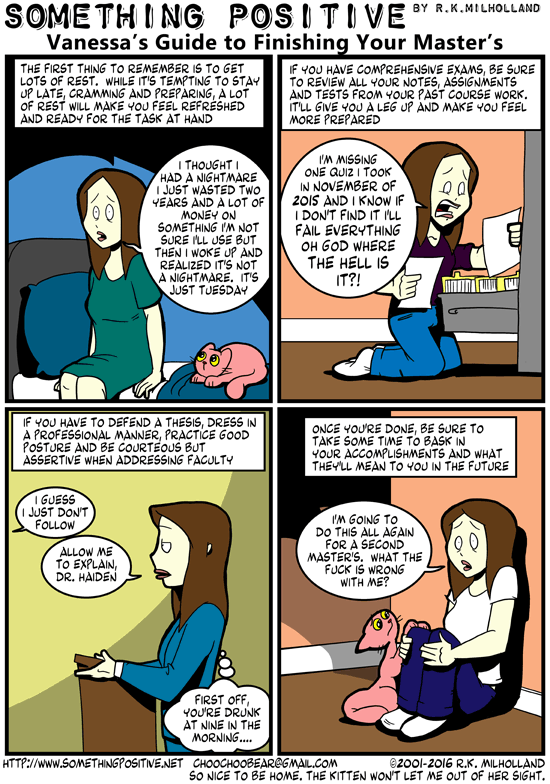 SOMETHING POSITIVE BY R.K.MILHOLLAND
Vanessa's Guide to Finishing Your Master's
THE FIRST THING TO REMEMBER IS TO GET
LOTS OF REST. WHILE IT'S TEMPTING TO STAY
UP LATE, CRAMMING AND PREPARING, A LOT
OF REST WILL MAKE YOU FEEL REFRESHED
AND READY FOR THE TASK AT HAND
I THOUGHT I
HAD A NIGHTMARE
I JUST WASTED TWO
YEARS AND A LOT OF
MONEY ON
SOMETHING I'M NOT
SURE I'LL USE BUT
THEN I WOKE UP AND
REALIZED IT'S NOT
A NIGHTMARE. IT'S
JUST TUESDAY
IF YOU HAVE COMPREHENSIVE EXAMS, BE SURE
TO REVIEW ALL YOUR NOTES, ASSIGNMENTS
AND TESTS FROM YOUR PAST COURSE WORK.
IT'LL GIVE YOU A LEG UP AND MAKE YOU FEEL
MORE PREPARED
I'M MISSING
ONE QUIZ I TOOK
IN NOVEMBER OF
2015 AND I KNOW IF
I DON'T FIND IT I'LL
FAIL EVERYTHING
OH GOD WHERE
THE HELL IS
IT?!
IF YOU HAVE TO DEFEND A THESIS, DRESS IN
A PROFESSIONAL MANNER, PRACTICE GOOD
POSTURE AND BE COURTEOUS BUT
ASSERTIVE WHEN ADDRESSING FACULTY
I GUESS
I JUST DON'T
FOLLOW
ALLOW ME
TO EXPLAIN,
DR. HAIDEN
FIRST OFF,
YOU'RE DRUNK
AT NINE IN THE
MORNING....
ONCE YOU'RE DONE, BE SURE TO
TAKE SOME TIME TO BASK IN
YOUR ACCOMPLISHMENTS AND WHAT
THEY'LL MEAN TO YOU IN THE FUTURE
I'M GOING TO
DO THIS ALL AGAIN
FOR A SECOND
MASTER'S. WHAT THE
FUCK IS WRONG
WITH ME?
HTTP://WWW.SOMETHINGPOSITIVE.NET CHOOCHOOBEAR@GMAIL.COM ©2001-2016 R.K. MILHOLLAND
SO NICE TO BE HOME. THE KITTEN WON'T LET ME OUT OF HER SIGHT.